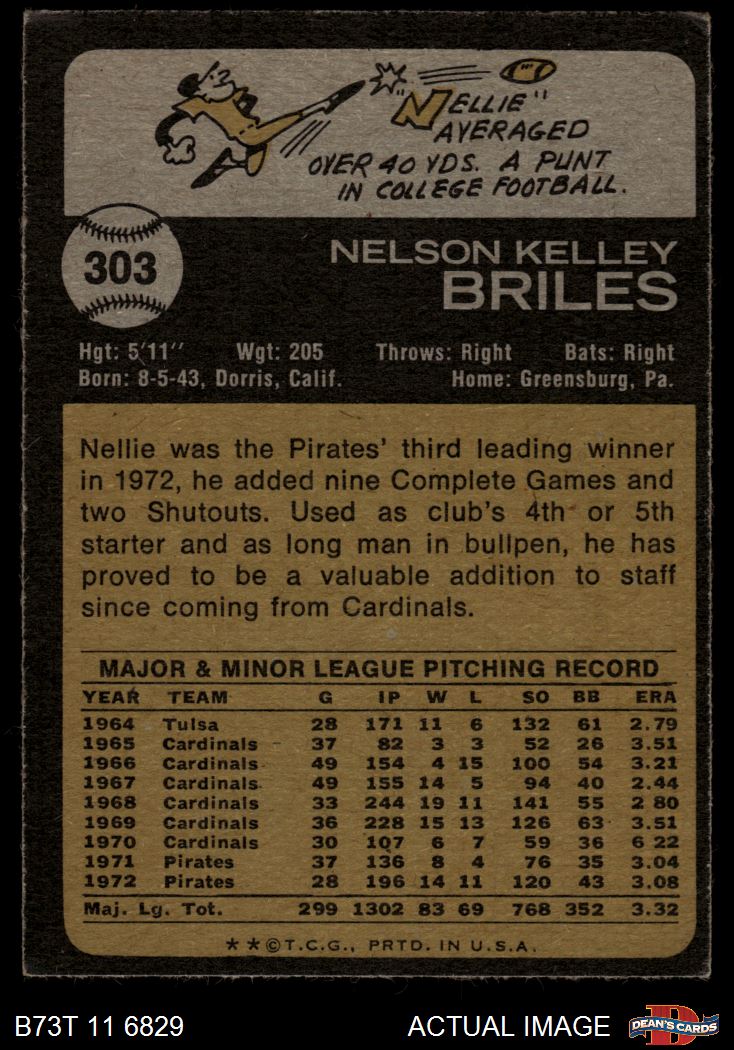 "NELLIE"
AVERAGED
OVER 40 YDS. A PUNT
IN COLLEGE FOOTBALL.
303
NELSON KELLEY
BRILES
Hgt: 5'11" Wgt: 205 Throws: Right Bats: Right
Born: 8-5-43, Dorris, Calif. Home: Greensburg, Pa.
Nellie was the Pirates' third leading winner
in 1972, he added nine Complete Games and
two Shutouts. Used as club's 4th or 5th
starter and as long man in bullpen, he has
proved to be a valuable addition to staff
since coming from Cardinals.
MAJOR & MINOR LEAGUE PITCHING RECORD
YEAR TEAM G IP W L SO BB ERA
1964 Tulsa 28 171 11 6 132 61 2.79
1965 Cardinals 37 82 3 3 52 26 3.51
1966 Cardinals 49 154 4 15 100 54 3.21
1967 Cardinals 49 155 14 5 94 40 2.44
1968 Cardinals 33 244 19 11 141 55 2 80
1969 Cardinals 36 228 15 13 126 63 3.51
1970 Cardinals 30 107 6 7 59 36 6 22
1971 Pirates 37 136 8 4 76 35 3.04
1972 Pirates 28 196 14 11 120 43 3.08
Maj. Lg. Tot. 299 1302 83 69 768 352 3.32
★★©T.C.G., PRTD. IN U.S.A.
B73T 11 6829 ACTUAL IMAGE DEAN'S CARDS